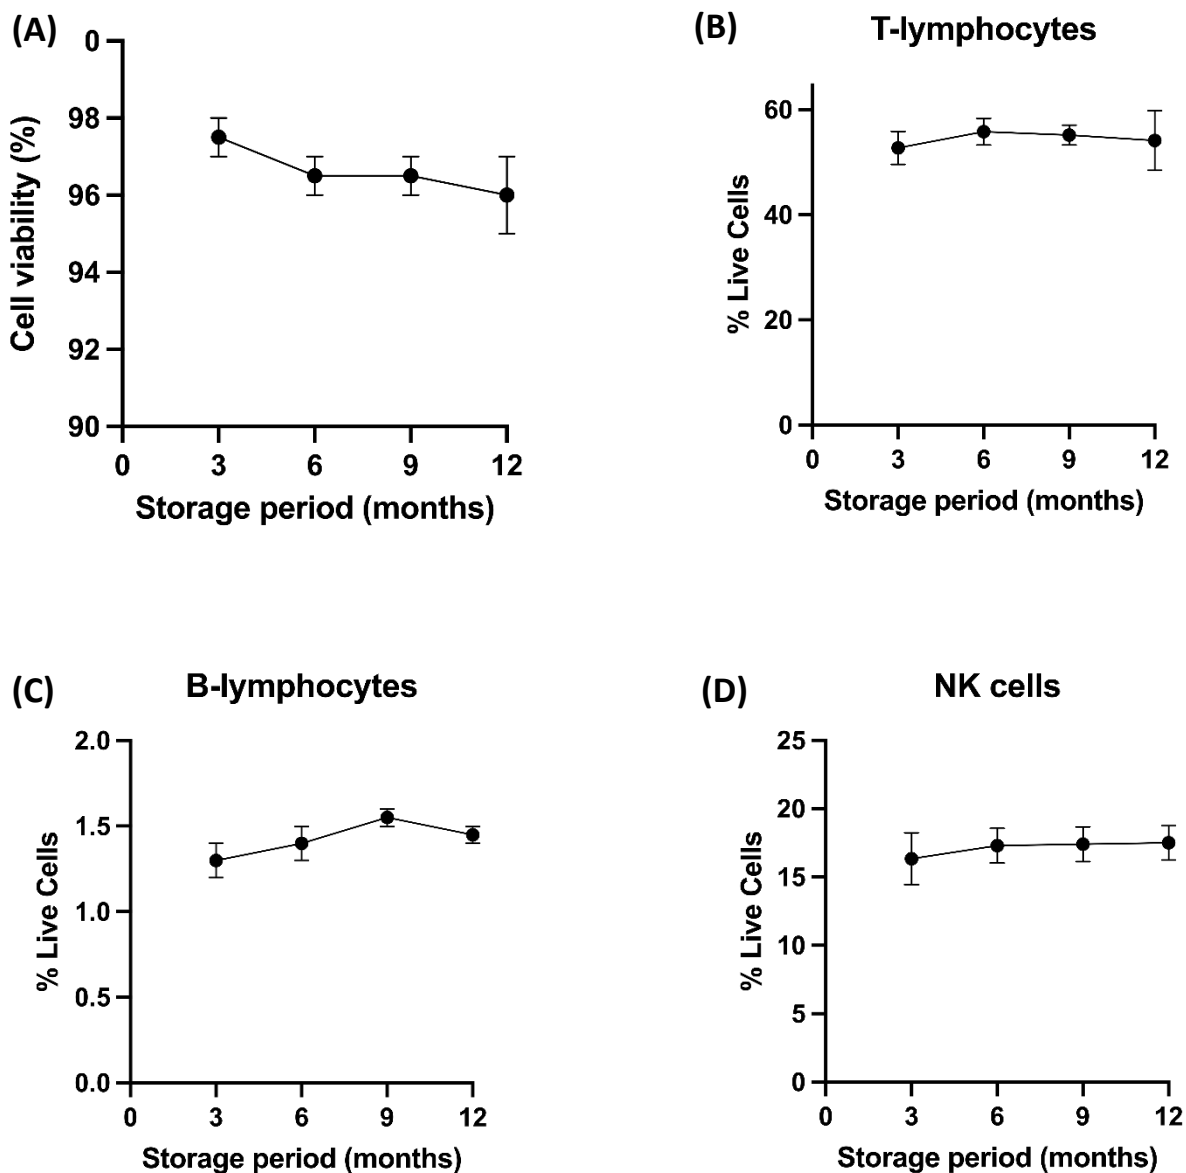 (A)
Cell viability (%)
0
98
96
94
92
90
0 3 6 9 12
Storage period (months)
(B)
T-lymphocytes
% Live Cells
60
40
20
0
0 3 6 9 12
Storage period (months)
(C)
B-lymphocytes
% Live Cells
2.0
1.5
1.0
0.5
0.0
0 3 6 9 12
Storage period (months)
(D)
NK cells
% Live Cells
25
20
15
10
5
0
0 3 6 9 12
Storage period (months)